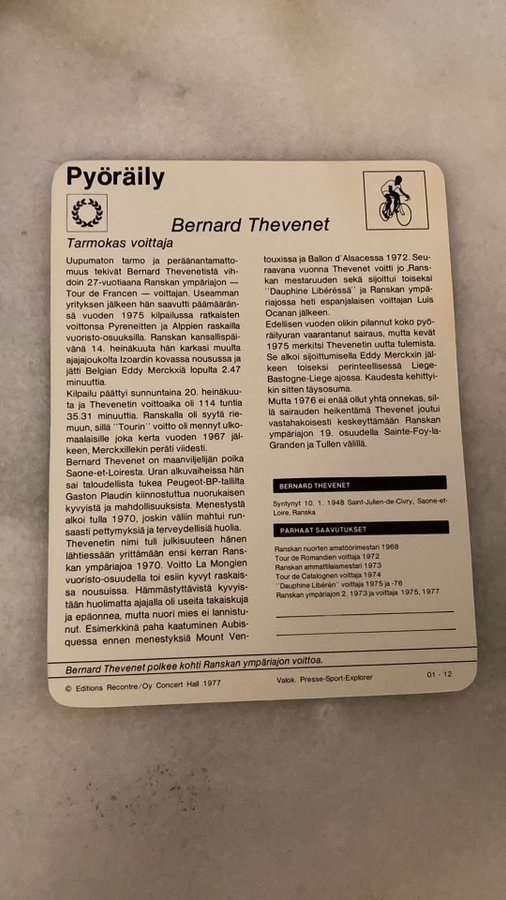 Pyöräily
Bernard Thevenet
Tarmokas voittaja
Uupumaton tarmo ja peräänantamatto-
muus tekivät Bernard Thevenetistä vih-
doin 27-vuotiaana Ranskan ympäriajon —
Tour de Francen — voittajan. Useamman
yrityksen jälkeen hän saavutti päämäärän-
sä vuoden 1975 kilpailussa ratkaisten
voittonsa Pyreneitten ja Alppien raskailla
vuoristo-osuuksilla. Ranskan kansallispäi-
vänä 14. heinäkuuta hän karkasi muulta
ajajajoukolta Izoardin kovassa nousussa ja
jätti Belgian Eddy Merckxiä lopulta 2.47
minuuttia.
Kilpailu päättyi sunnuntaina 20. heinäkuu-
ta ja Thevenetin voittoaika oli 114 tuntia
35.31 minuuttia. Ranskalla oli syytä rie-
muun, sillä ''Tourin'' voitto oli mennyt ulko-
maalaisille joka kerta vuoden 1967 jäl-
keen, Merckxillekin peräti viidesti.
Bernard Thevenet on maanviljelijän poika
Saone-et-Loiresta. Uran alkuvaiheissa hän
sai taloudellista tukea Peugeot-BP-tallilta
Gaston Plaudin kiinnostuttua nuorukaisen
kyvyistä ja mahdollisuuksista. Menestystä
alkoi tulla 1970, joskin väliin mahtui run-
saasti pettymyksiä ja terveydellisiä huolia.
Thevenetin nimi tuli julkisuuteen hänen
lähtiessään yrittämään ensi kerran Rans-
kan ympäriajoa 1970. Voitto La Mongien
vuoristo-osuudella toi esiin kyvyt raskais-
sa nousuissa. Hämmästyttävistä kyvyis-
tään huolimatta ajajalla oli useita takaiskuja
ja epäonnea, mutta nuori mies ei lannistu-
nut. Esimerkkinä paha kaatuminen Aubis-
quessa ennen menestyksiä Mount Ven-
touxissa ja Ballon d'Alsacessa 1972. Seu-
raavana vuonna Thevenet voitti jo Rans-
kan mestaruuden sekä sijoittui toiseksi
''Dauphine Libéréssä'' ja Ranskan ympä-
riajossa heti espanjalaisen voittajan Luis
Ocanan jälkeen.
Edellisen vuoden olikin pilannut koko pyö-
räilyuran vaarantanut sairaus, mutta kevät
1975 merkitsi Thevenetin uutta tulemista.
Se alkoi sijoittumisella Eddy Merckxin jäl-
keen toiseksi perinteellisessä Liege-
Bastogne-Liege ajossa. Kaudesta kehittyi-
kin sitten täysosuma.
Mutta 1976 ei enää ollut yhtä onnekas, sil-
lä sairauden heikentämä Thevenet joutui
vastahakoisesti keskeyttämään Ranskan
ympäriajon 19. osuudella Sainte-Foy-la-
Granden ja Tullen välillä.
BERNARD THEVENET
Syntynyt 10. 1. 1948 Saint-Julien-de-Civry, Saone-et-
Loire, Ranska
PARHAAT SAAVUTUKSET
Ranskan nuorten amatöörimestari 1968
Tour de Romandien voittaja 1972
Ranskan ammattilaismestari 1973
Tour de Catalognen voittaja 1974
''Dauphine Libérén'' voittaja 1975 ja -76
Ranskan ympäriajon 2. 1973 ja voittaja 1975, 1977
Bernard Thevenet polkee kohti Ranskan ympäriajon voittoa.
© Editions Recontre/Oy Concert Hall 1977
Valok. Presse-Sport-Explorer
01 - 12